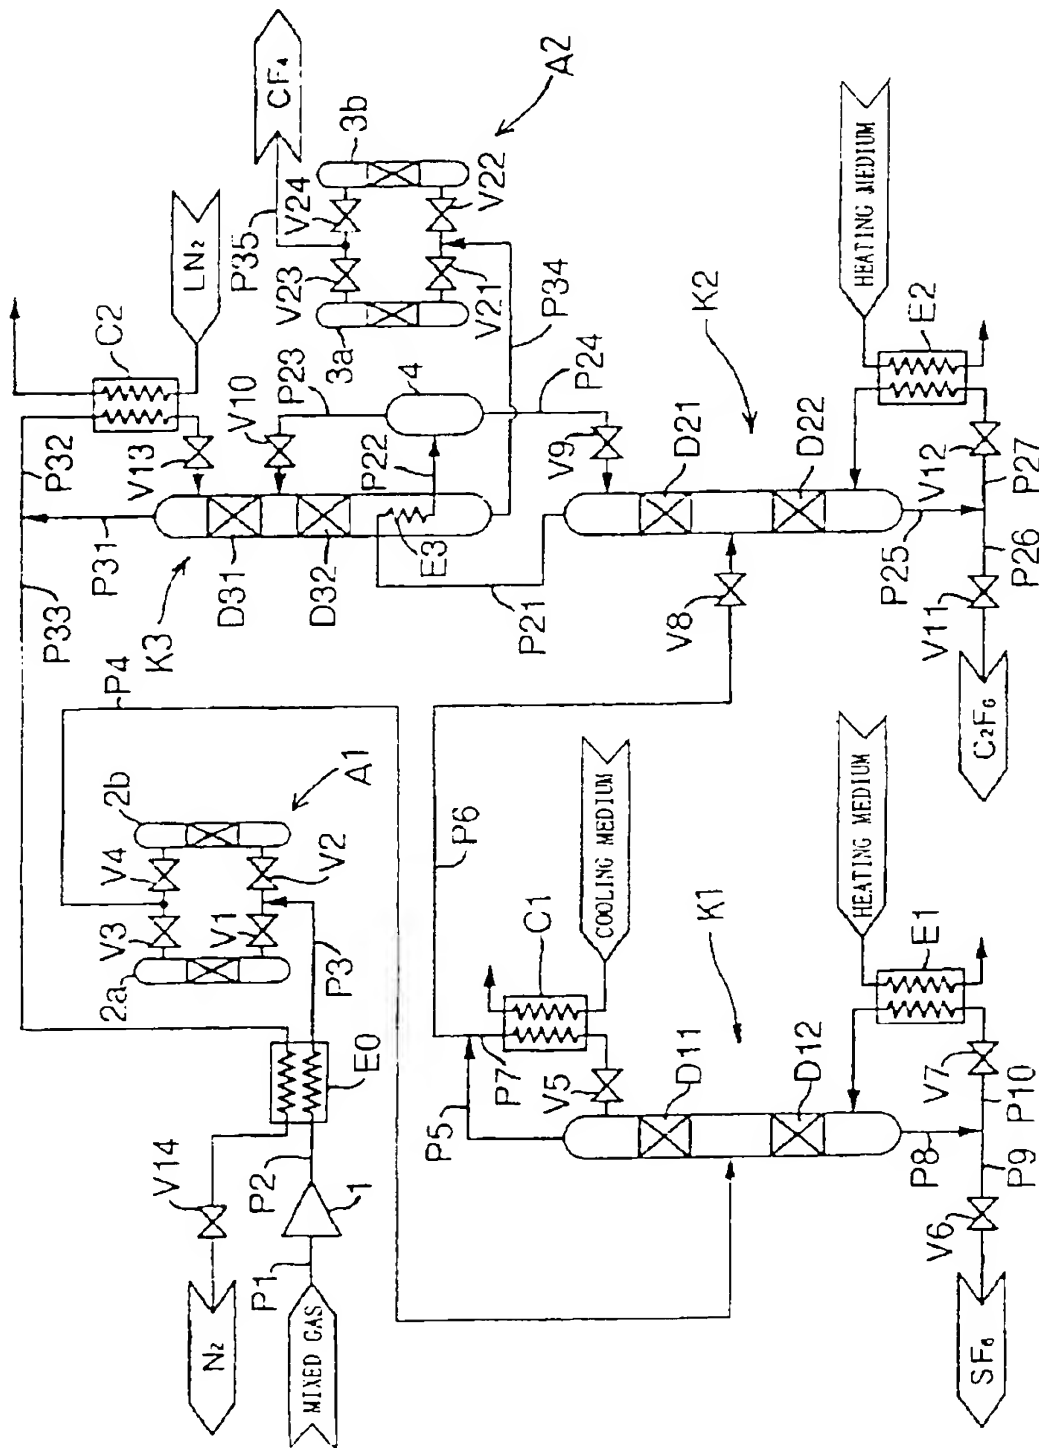 CF₄
3b
A2
V24
V22
P35
V23
V21
3a
P34
LN₂
C2
P32
V13
V10
P23
4
P22
P24
V9
P31
D31
D32
E3
K3
P33
P21
K2
D21
D22
V8
HEATING MEDIUM
E2
V12
P27
P25
P26
V11
C₂F₆
P4
2b
A1
V4
V2
V3
V1
2a
P3
E0
V14
P2
1
N₂
P1
MIXED GAS
P6
COOLING MEDIUM
C1
P7
V5
P5
K1
D11
D12
HEATING MEDIUM
E1
V7
P10
P8
P9
V6
SF₆